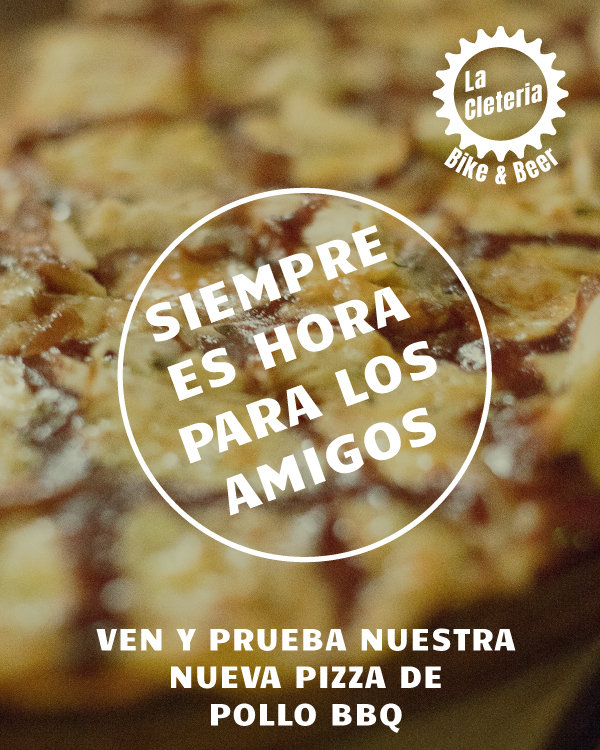 La
Cleteria
Bike & Beer
SIEMPRE
ES HORA
PARA LOS
AMIGOS
VEN Y PRUEBA NUESTRA
NUEVA PIZZA DE
POLLO BBQ